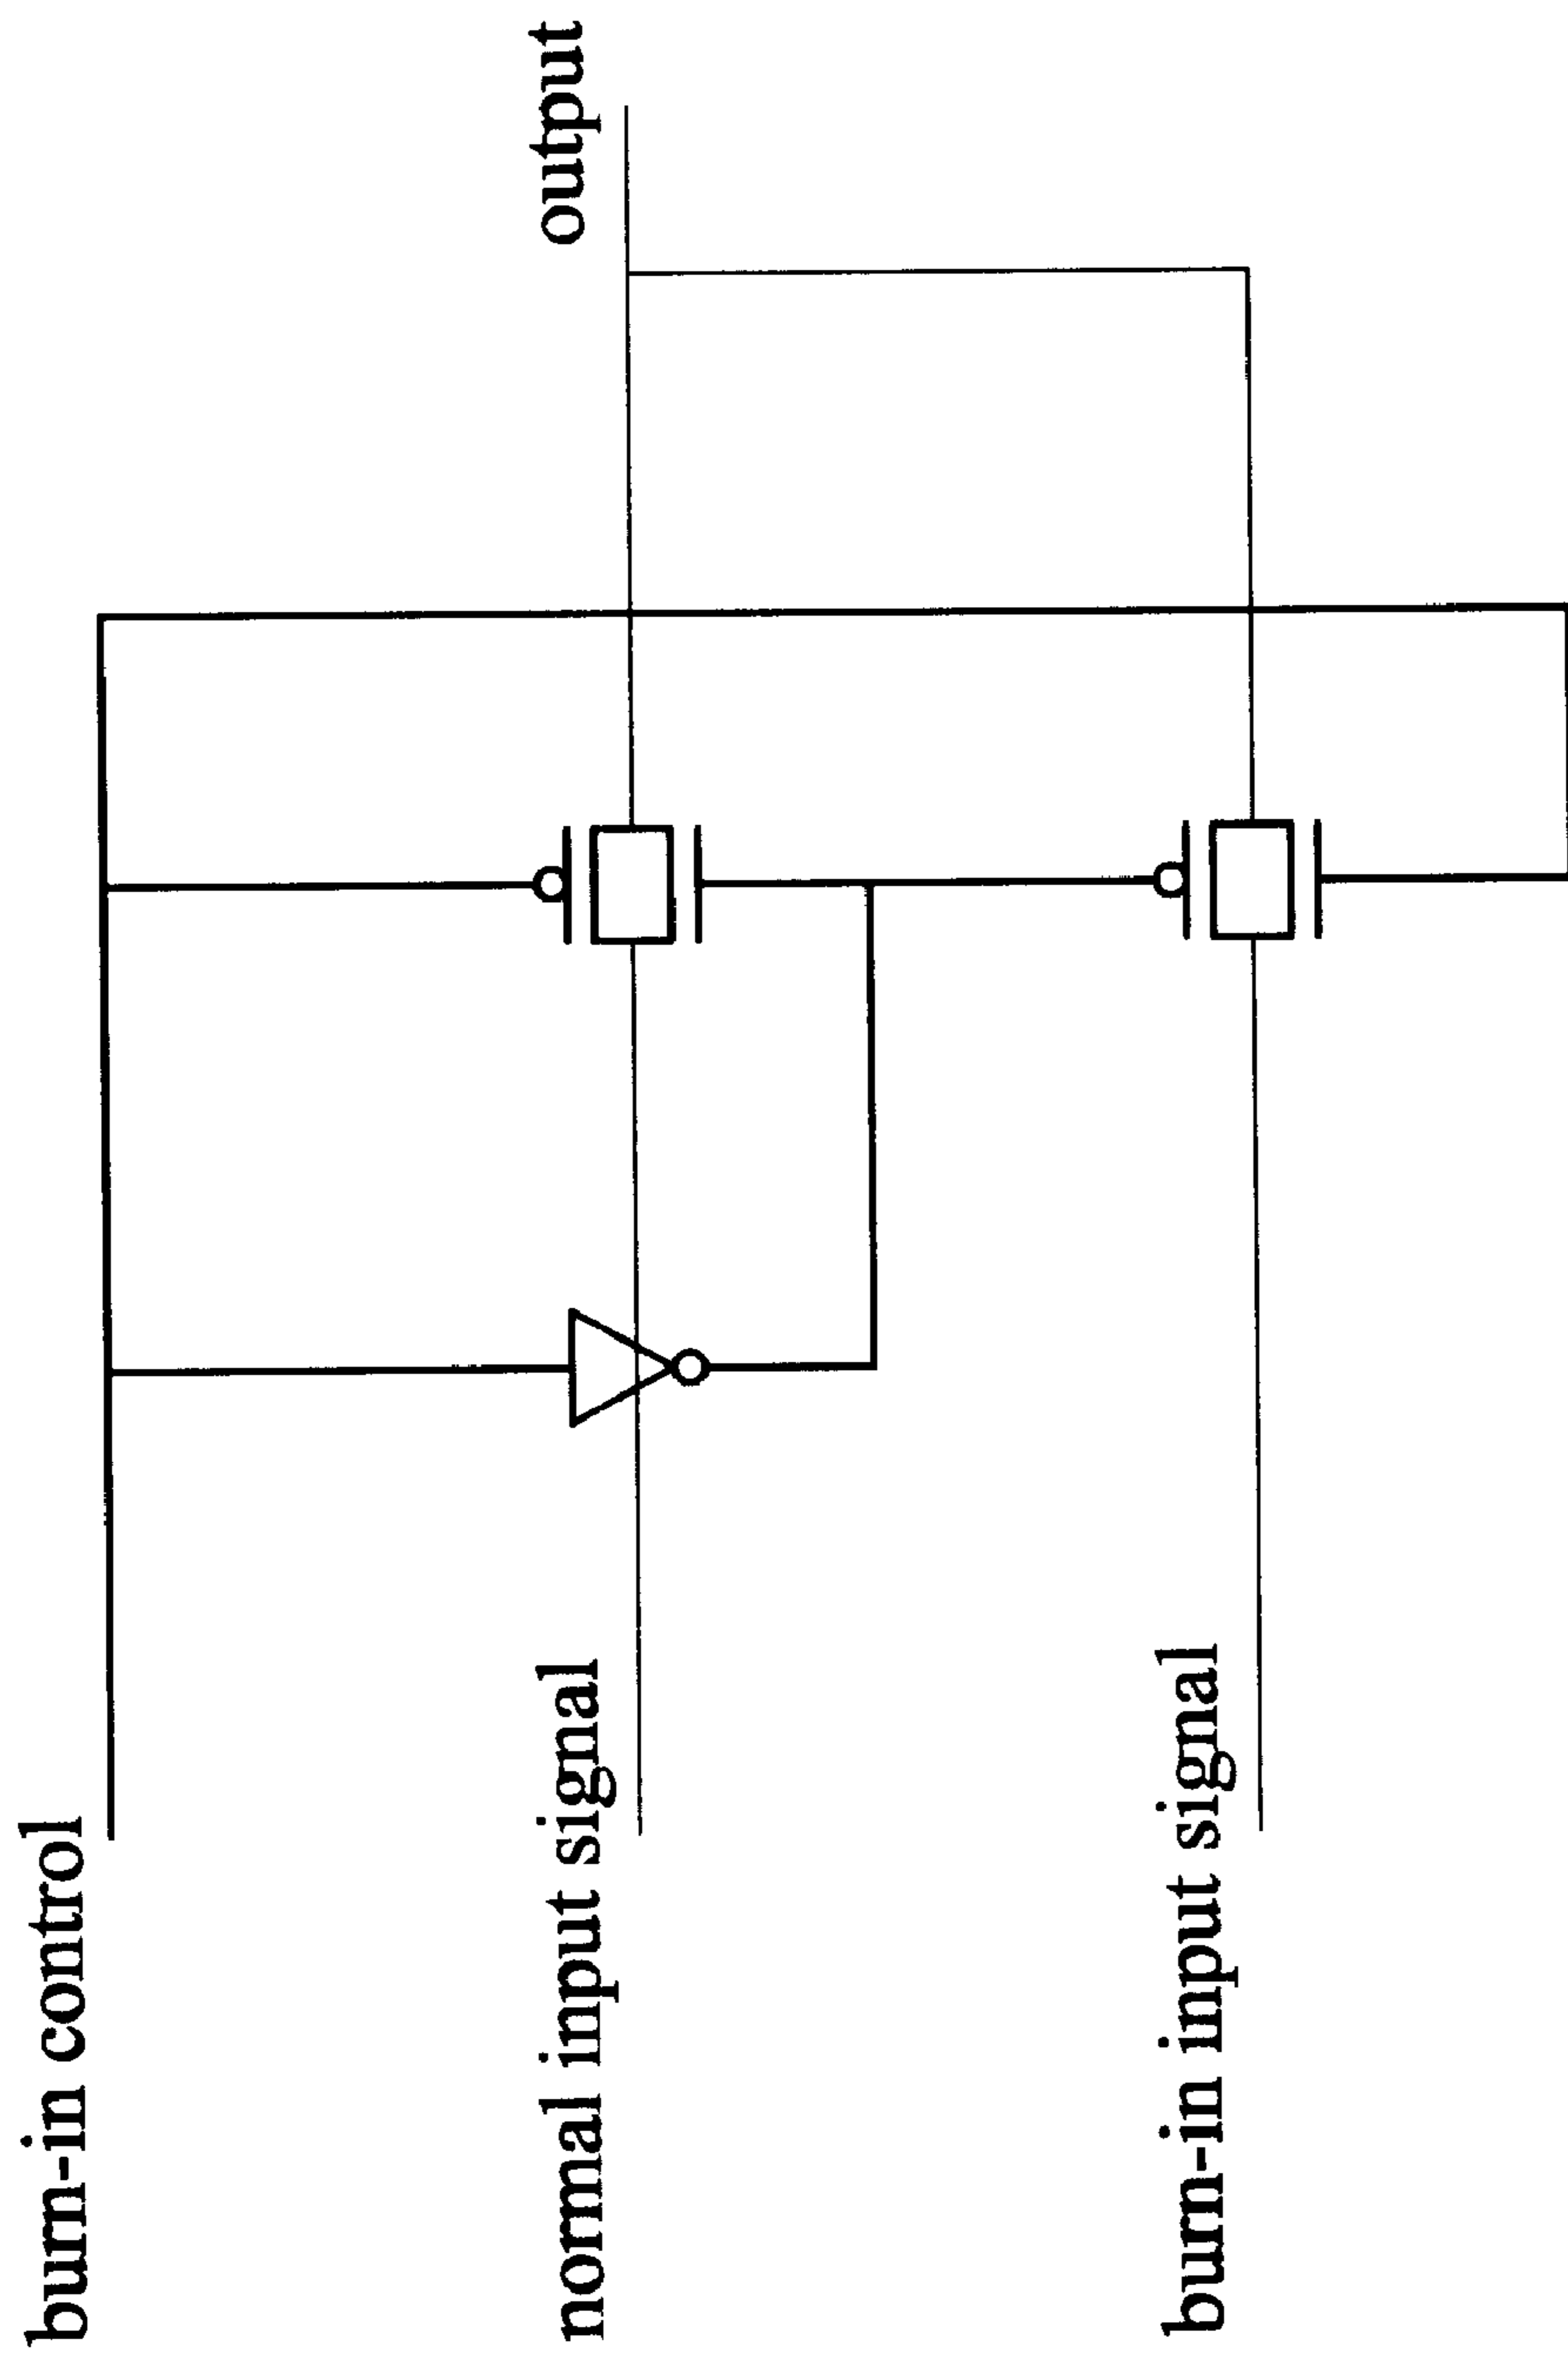 burn-in control
normal input signal
output
burn-in input signal